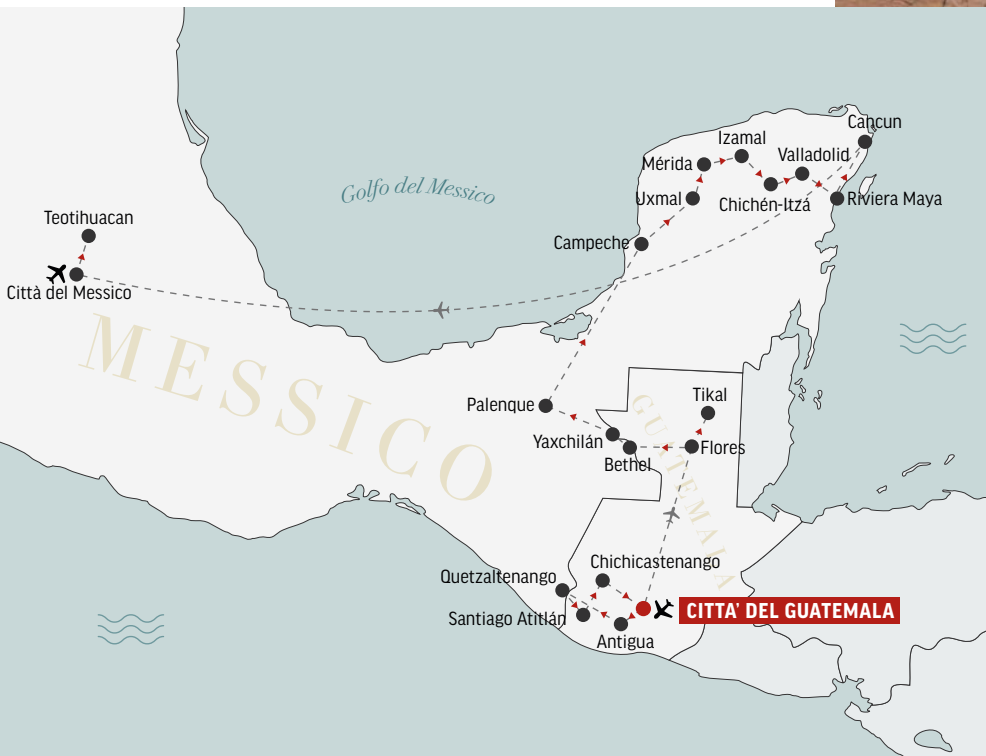 Cancun
Izamal
Valladolid
Mérida
Uxmal
Chichén-Itzá
Riviera Maya
Golfo del Messico
Teotihuacan
Campeche
Città del Messico
MESSICO
Tikal
GUATEMALA
Palenque
Yaxchilán
Flores
Bethel
Chichicastenango
Quetzaltenango
CITTA' DEL GUATEMALA
Santiago Atitlán
Antigua